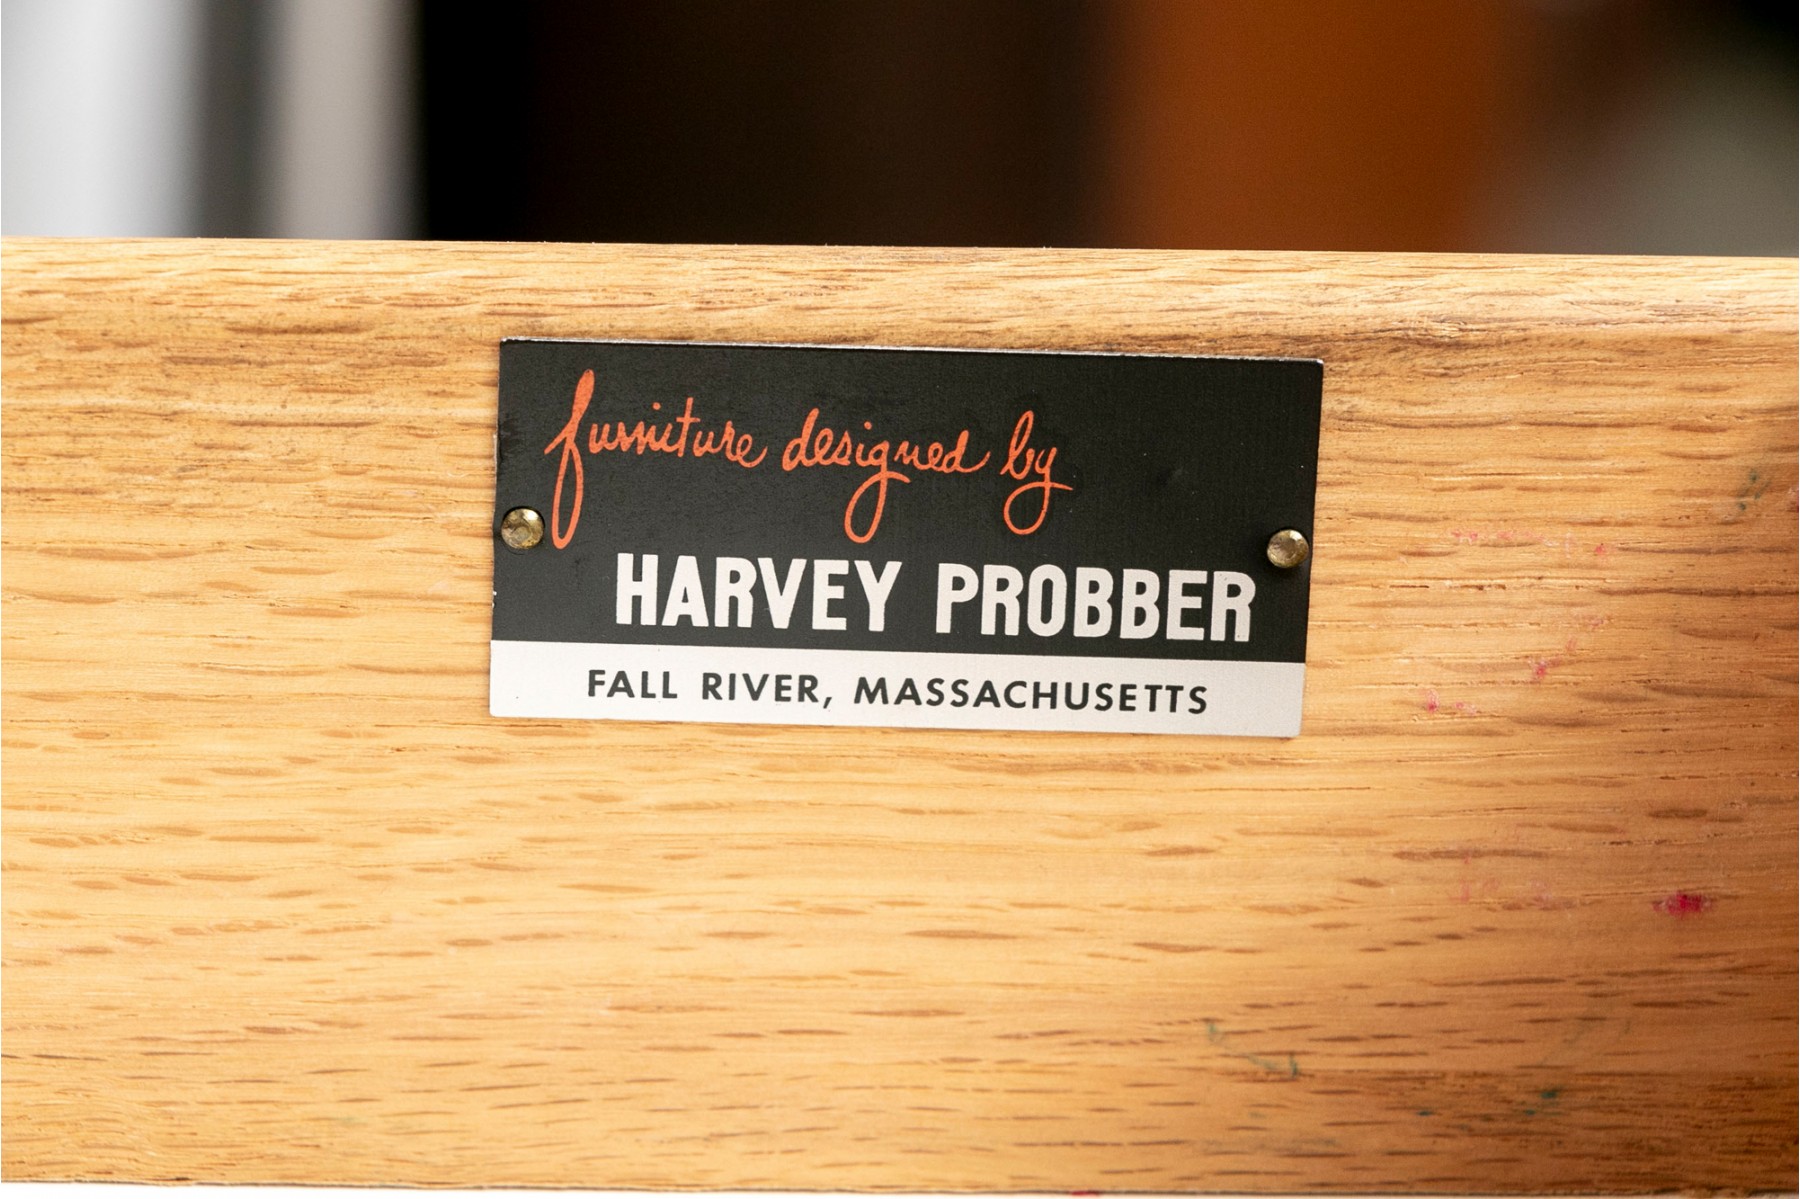 furniture designed by
HARVEY PROBBER
FALL RIVER, MASSACHUSETTS